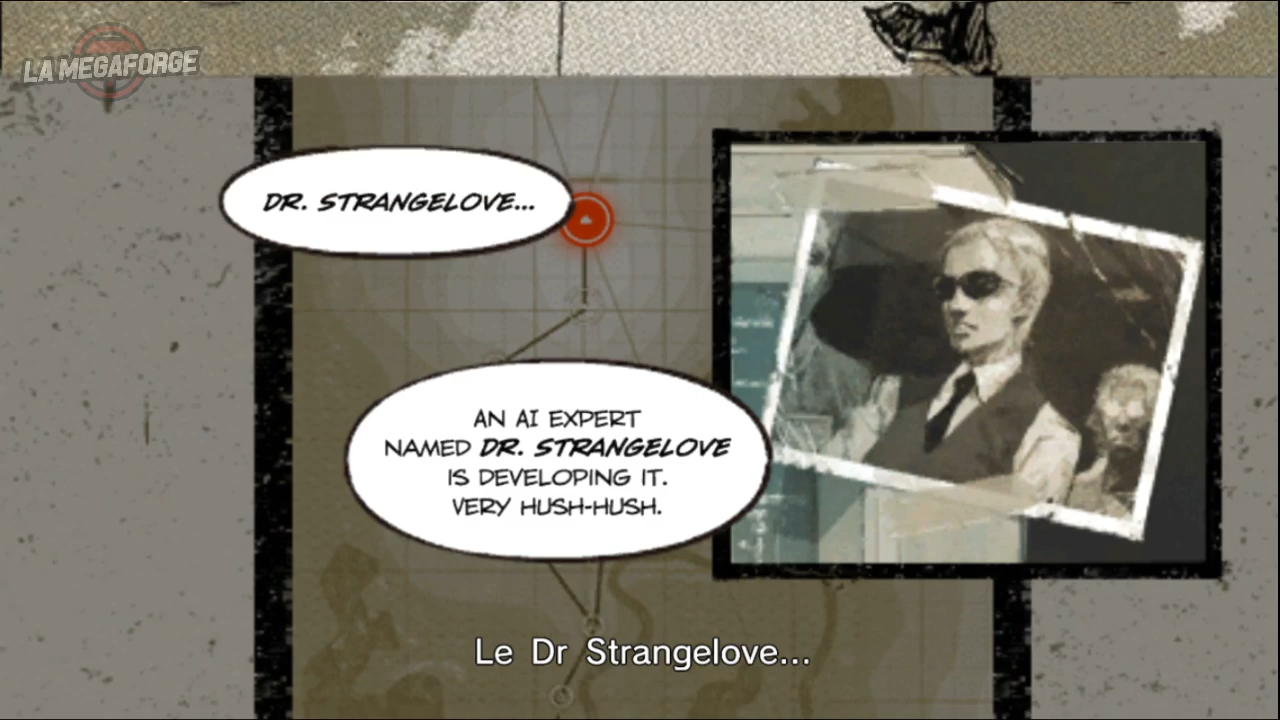 LA MEGAFORGE
DR. STRANGELOVE...
AN AI EXPERT
NAMED DR. STRANGELOVE
IS DEVELOPING IT.
VERY HUSH-HUSH.
Le Dr Strangelove...